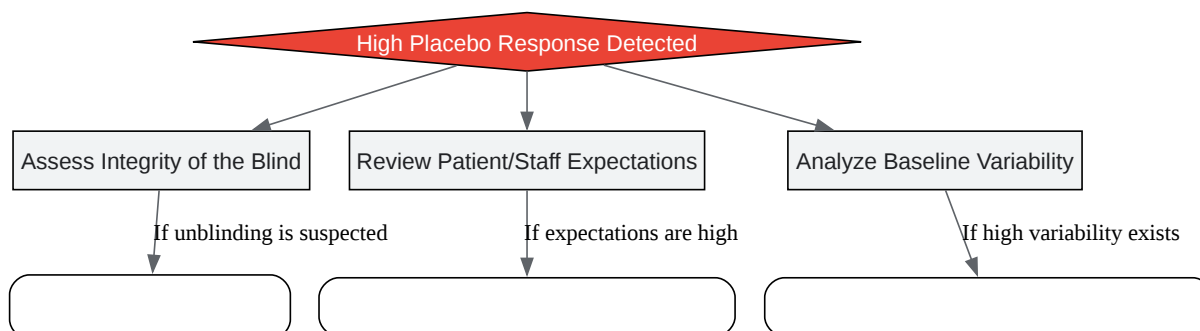 High Placebo Response Detected
Assess Integrity of the Blind
Review Patient/Staff Expectations
Analyze Baseline Variability
If unblinding is suspected
If expectations are high
If high variability exists